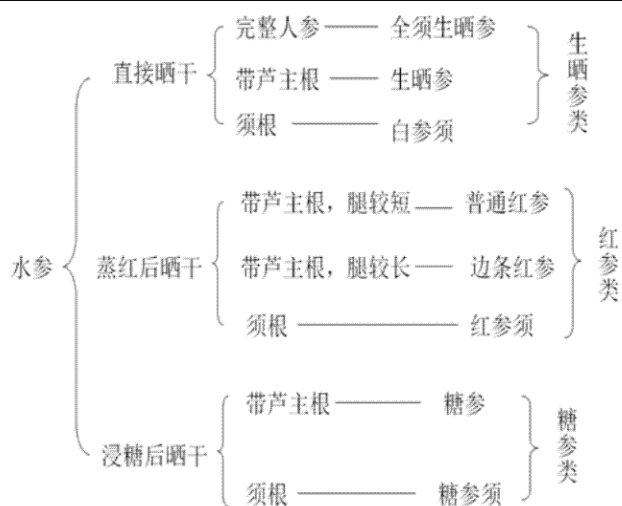 水参
直接晒干
完整人参 全须生晒参
带芦主根 生晒参
须根 白参须
生晒参类
蒸红后晒干
带芦主根，腿较短 普通红参
带芦主根，腿较长 边条红参
须根 红参须
红参类
浸糖后晒干
带芦主根 糖参
须根 糖参须
糖参类